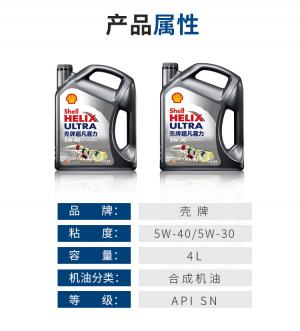 产品属性
Shell
HELIX
ULTRA
壳牌超凡喜力
5W-40
Shell
HELIX
ULTRA
壳牌超凡喜力
5W-30
品 牌： 壳 牌
粘 度： 5W-40/5W-30
容 量： 4L
机油分类： 合成机油
等 级： API SN